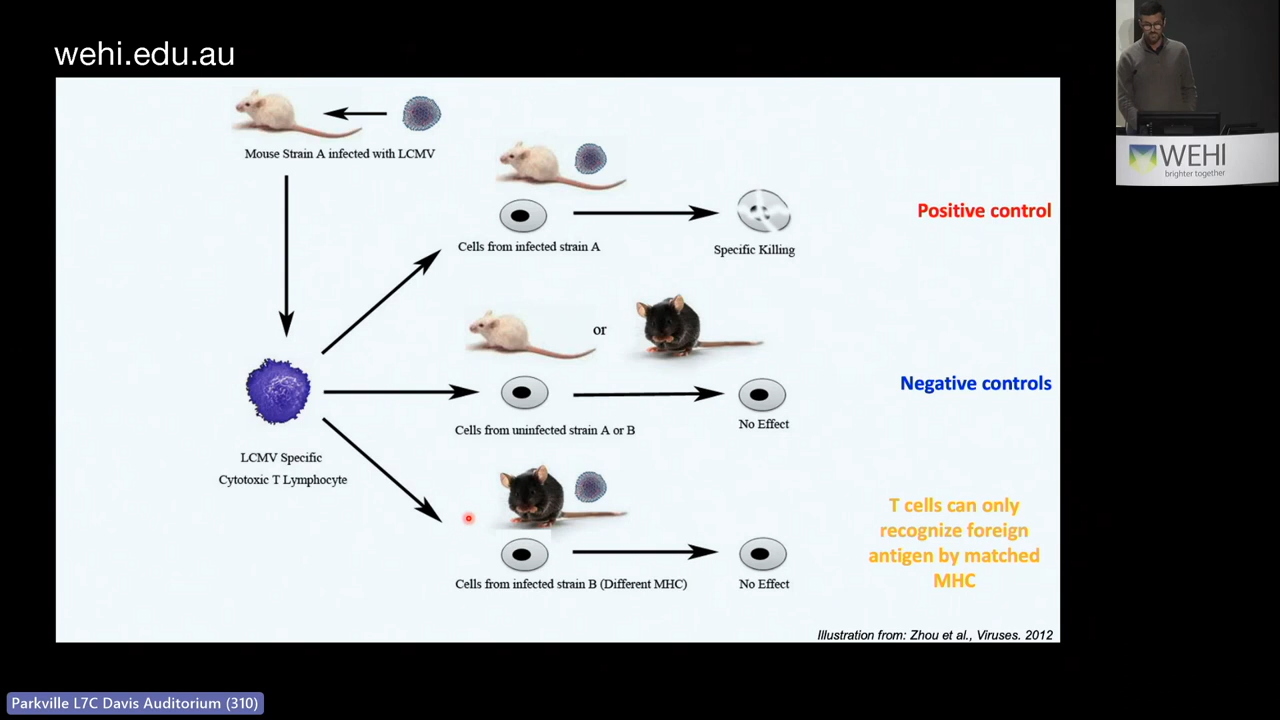 wehi.edu.au
WEHI
brighter together
Mouse Strain A infected with LCMV
Cells from infected strain A
Specific Killing
Positive control
or
Cells from uninfected strain A or B
No Effect
Negative controls
LCMV Specific
Cytotoxic T Lymphocyte
Cells from infected strain B (Different MHC)
No Effect
T cells can only
recognize foreign
antigen by matched
MHC
Illustration from: Zhou et al., Viruses. 2012
Parkville L7C Davis Auditorium (310)